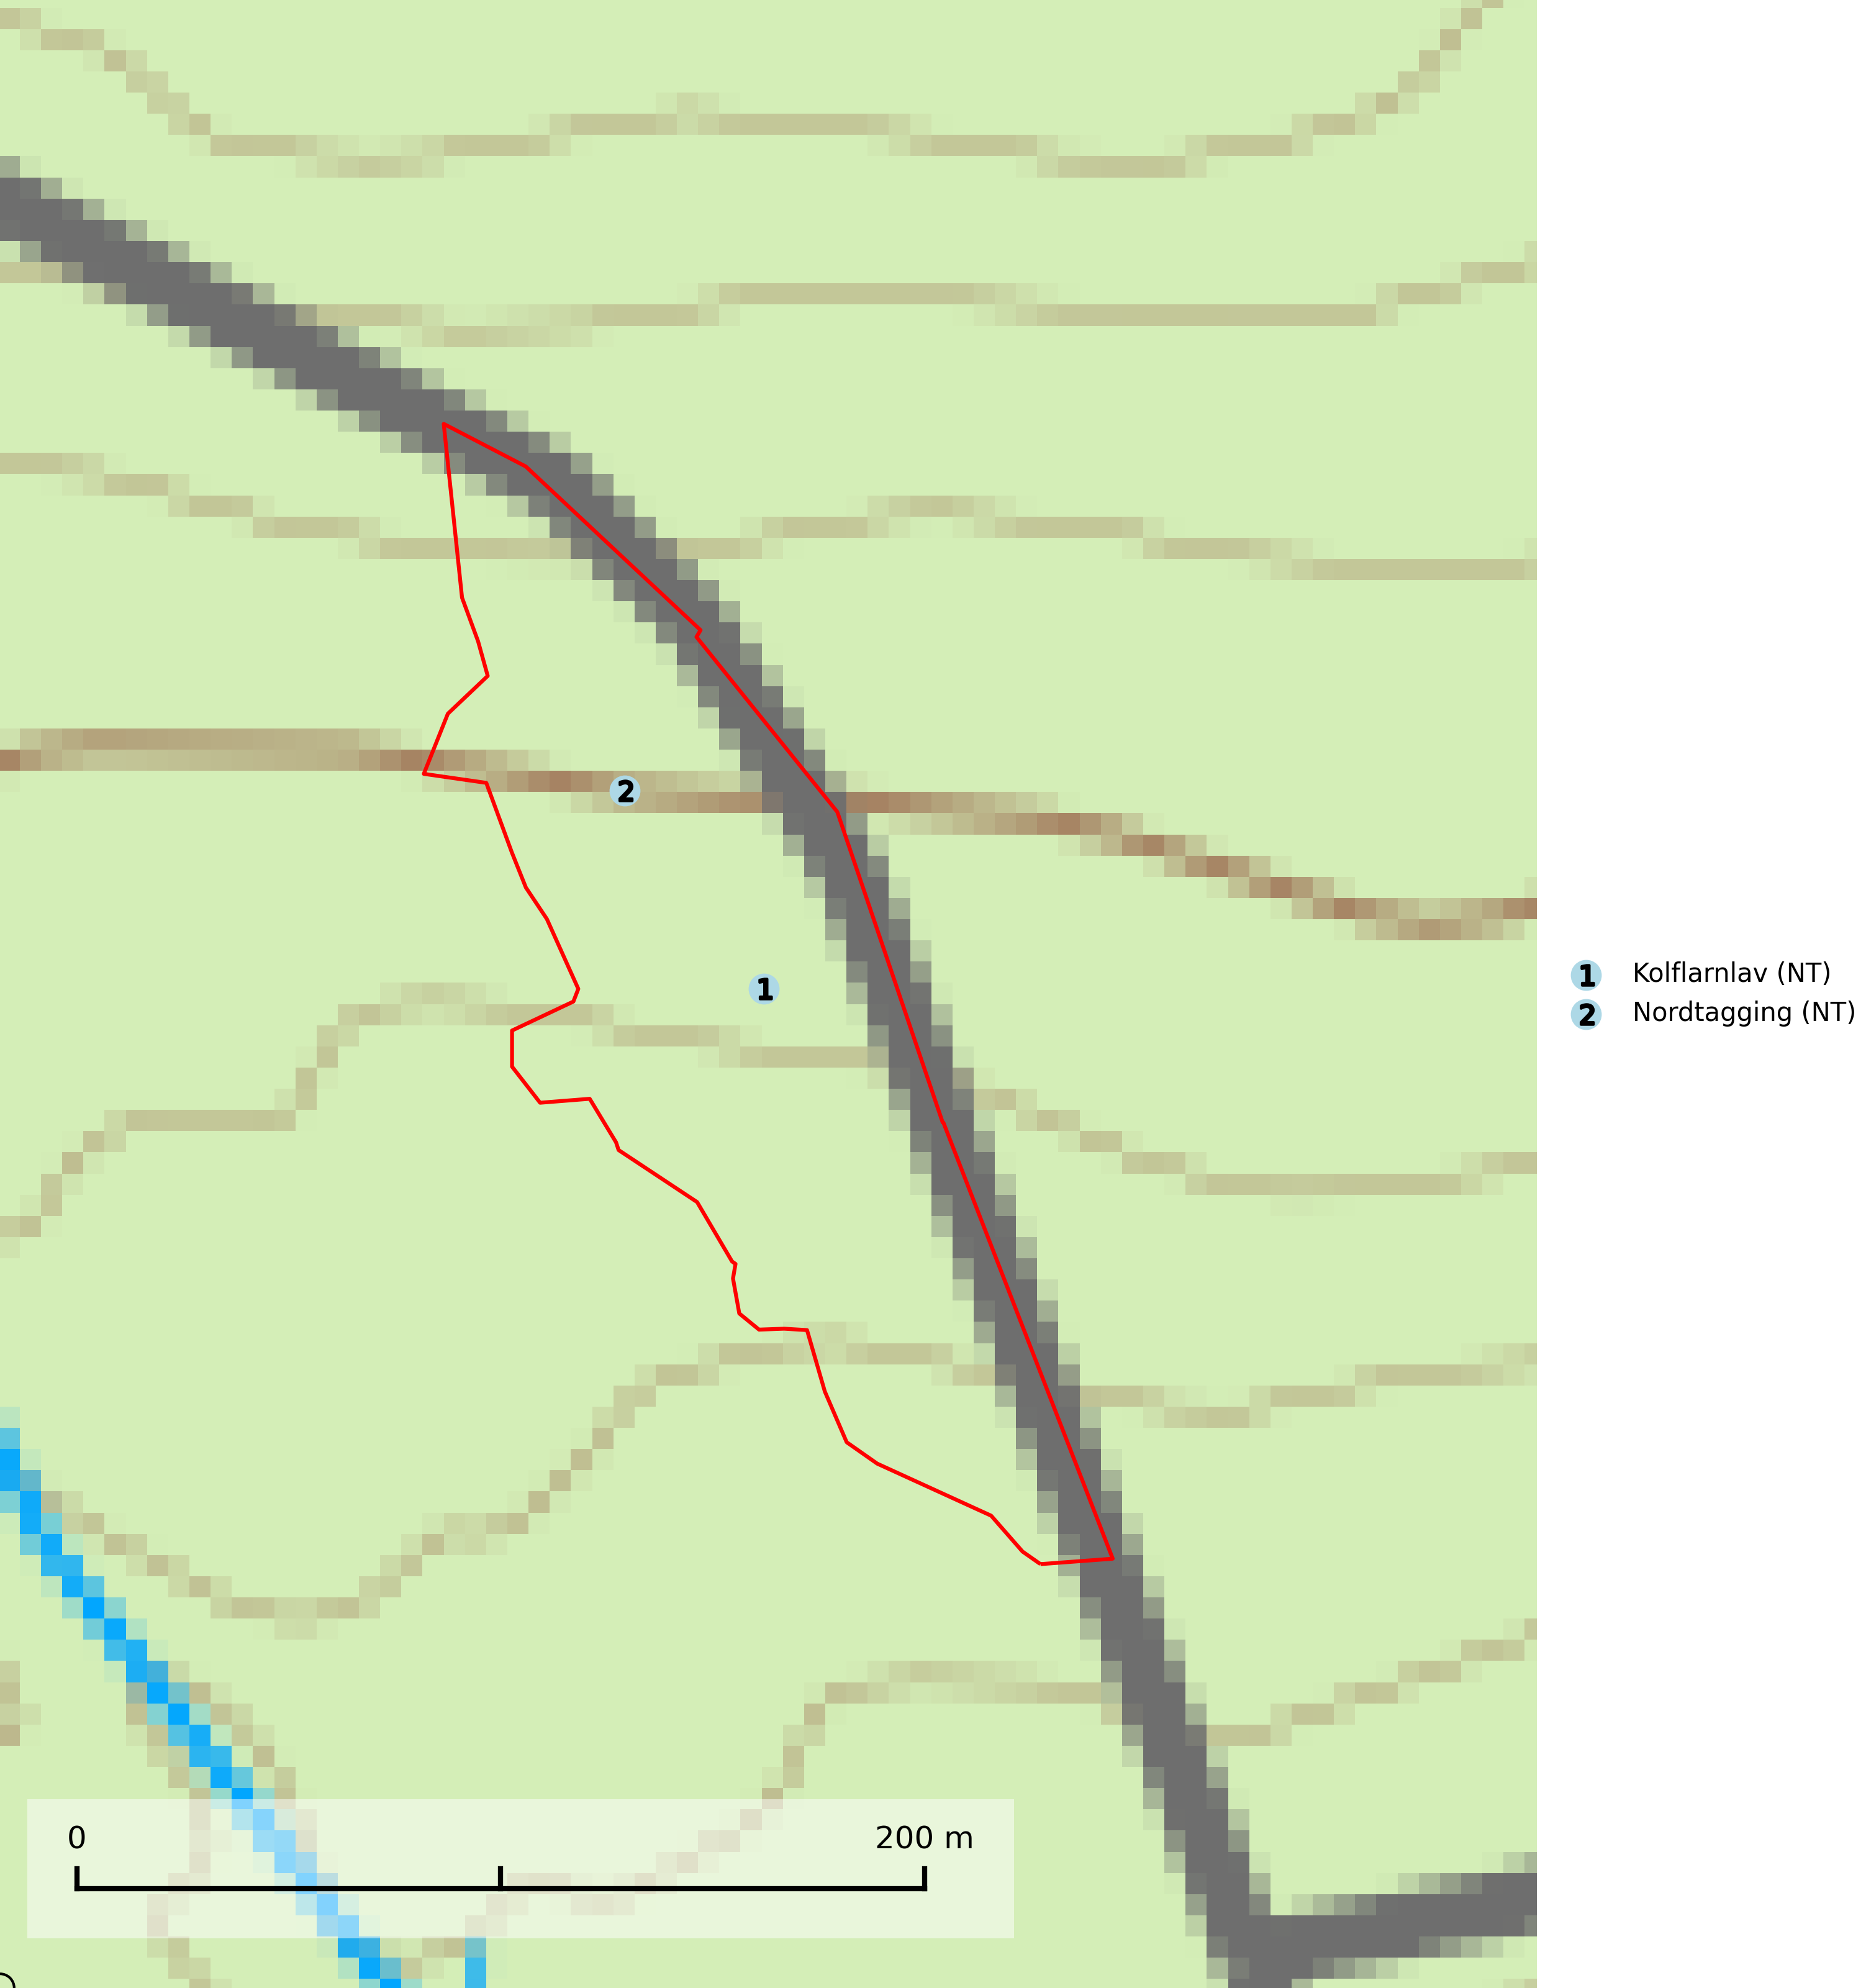 2
1
1 Kolflarnlav (NT)
2 Nordtagging (NT)
0 200 m